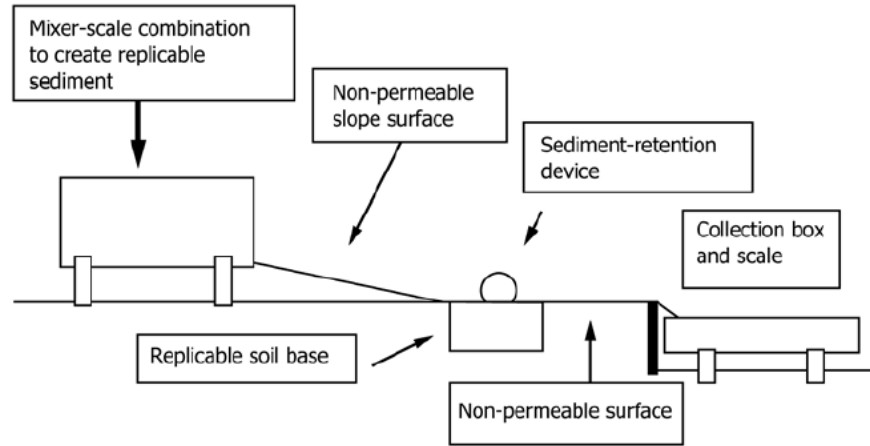 Mixer-scale combination
to create replicable
sediment
Non-permeable
slope surface
Sediment-retention
device
Collection box
and scale
Replicable soil base
Non-permeable surface